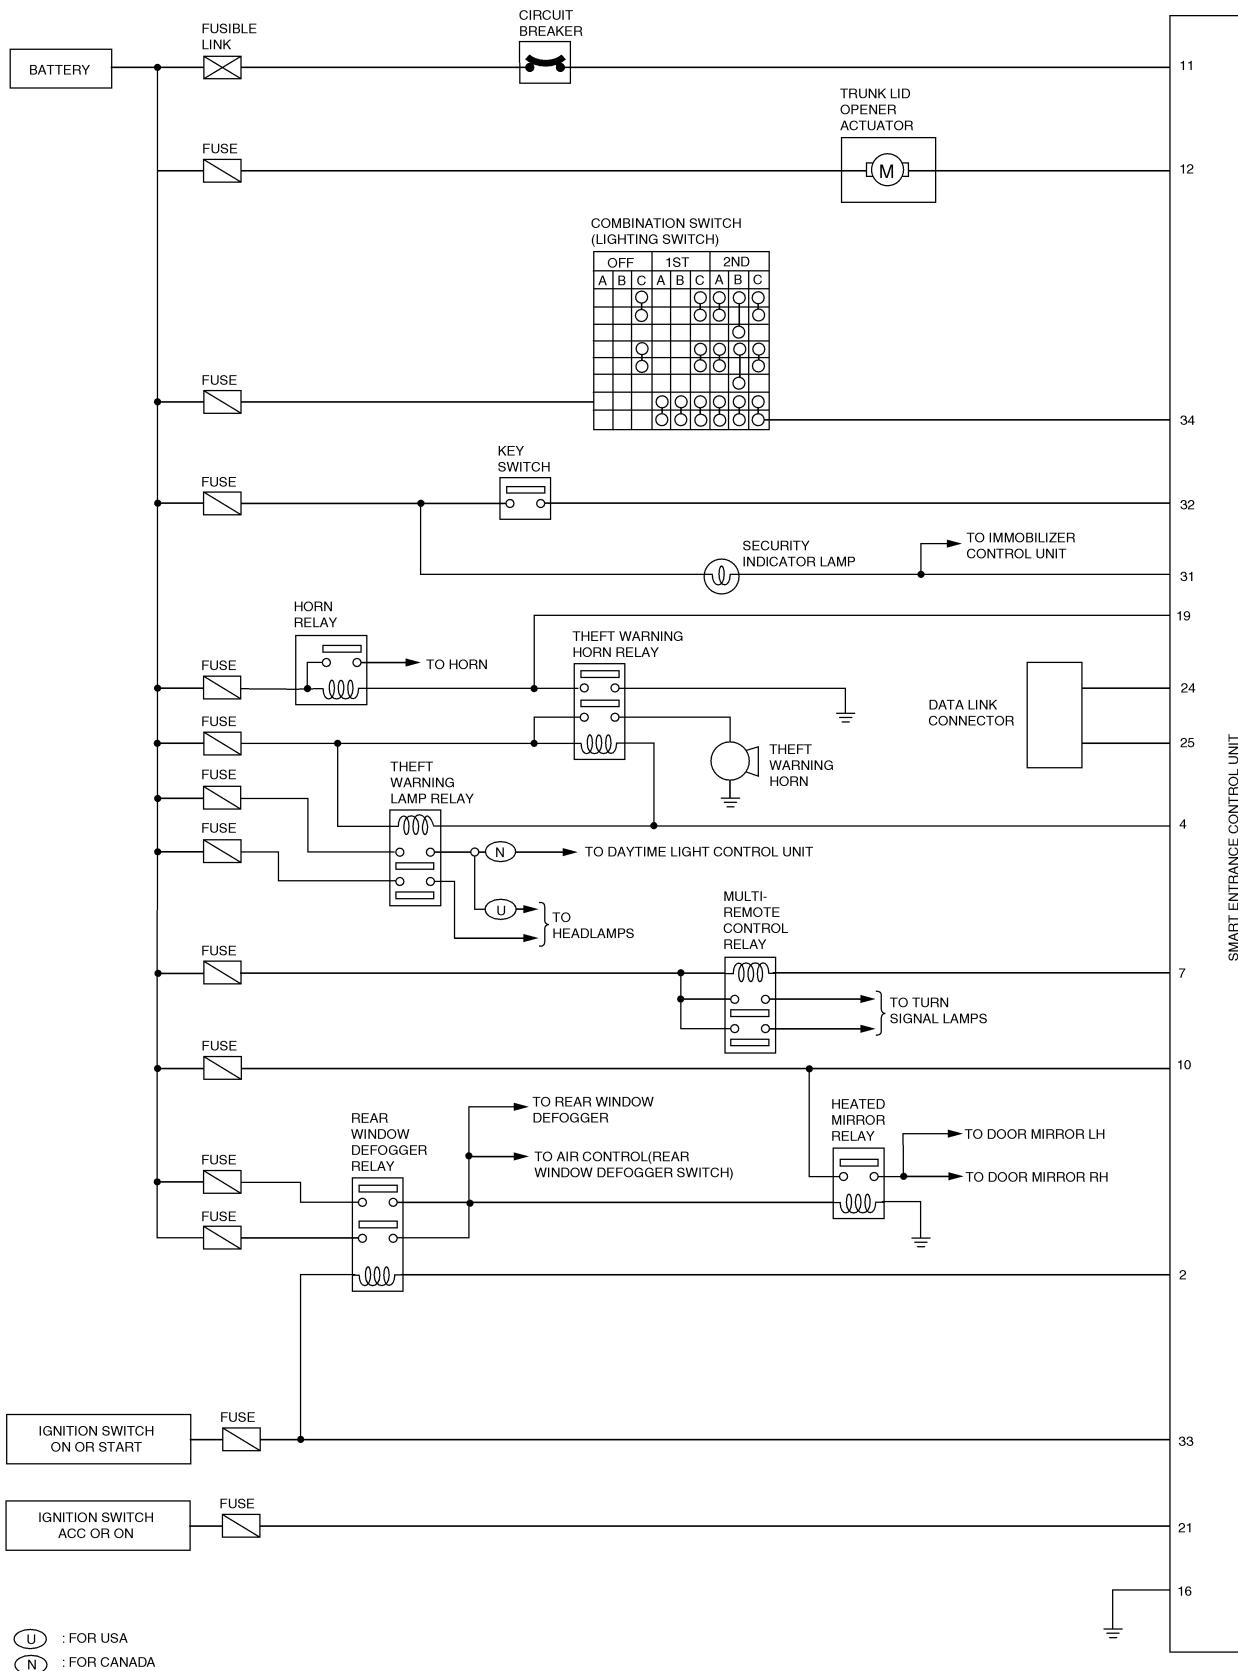 CIRCUIT
BREAKER
FUSIBLE
LINK
BATTERY
11
TRUNK LID
OPENER
ACTUATOR
FUSE
M
12
COMBINATION SWITCH
(LIGHTING SWITCH)
OFF 1ST 2ND
A B C A B C A B C
FUSE
34
KEY
SWITCH
FUSE
32
SECURITY
INDICATOR LAMP
TO IMMOBILIZER
CONTROL UNIT
31
HORN
RELAY
19
THEFT WARNING
HORN RELAY
FUSE
TO HORN
24
DATA LINK
CONNECTOR
FUSE
25
THEFT
WARNING
HORN
THEFT
WARNING
LAMP RELAY
FUSE
4
FUSE
N
TO DAYTIME LIGHT CONTROL UNIT
U
TO
HEADLAMPS
MULTI-
REMOTE
CONTROL
RELAY
SMART ENTRANCE CONTROL UNIT
FUSE
7
TO TURN
SIGNAL LAMPS
FUSE
10
TO REAR WINDOW
DEFOGGER
HEATED
MIRROR
RELAY
REAR
WINDOW
DEFOGGER
RELAY
TO DOOR MIRROR LH
TO AIR CONTROL(REAR
WINDOW DEFOGGER SWITCH)
FUSE
TO DOOR MIRROR RH
FUSE
2
IGNITION SWITCH
ON OR START
FUSE
33
IGNITION SWITCH
ACC OR ON
FUSE
21
16
U : FOR USA
N : FOR CANADA